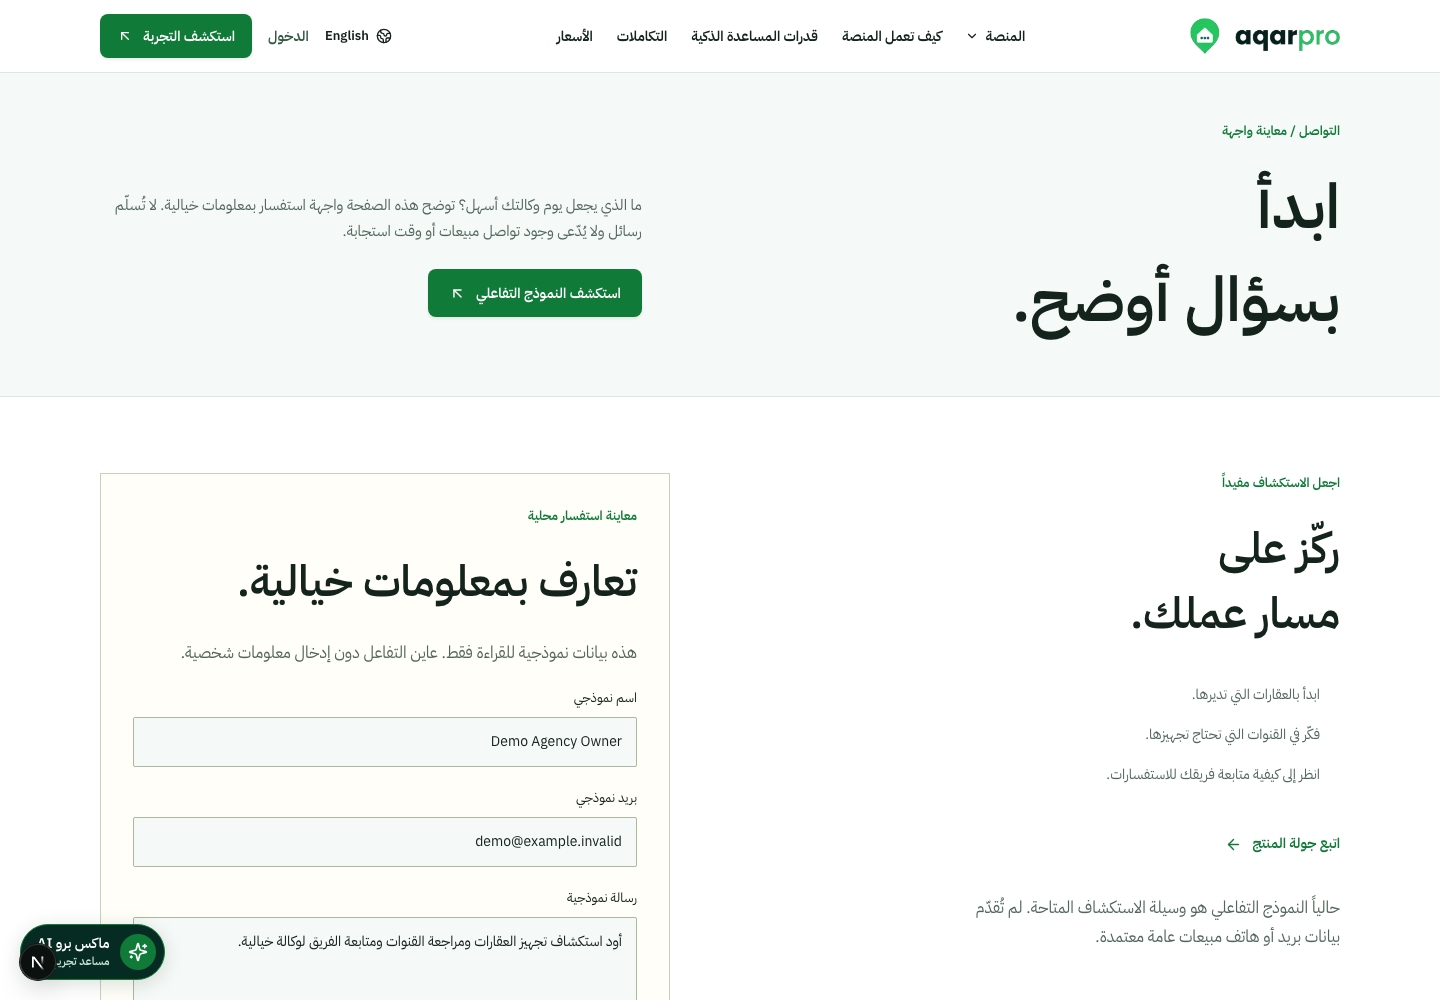 aqarpro
المنصة
كيف تعمل المنصة
قدرات المساعدة الذكية
التكاملات
الأسعار
English
الدخول
استكشف التجربة
التواصل / معاينة واجهة
ابدأ
بسؤال أوضح.
ما الذي يجعل يوم وكالتك أسهل؟ توضح هذه الصفحة واجهة استفسار بمعلومات خيالية. لا تُسلّم
رسائل ولا يُدّعى وجود تواصل مبيعات أو وقت استجابة.
استكشف النموذج التفاعلي
اجعل الاستكشاف مفيداً
ركّز على
مسار عملك.
ابدأ بالعقارات التي تديرها.
فكّر في القنوات التي تحتاج تجهيزها.
انظر إلى كيفية متابعة فريقك للاستفسارات.
اتبع جولة المنتج
حالياً النموذج التفاعلي هو وسيلة الاستكشاف المتاحة. لم تُقدّم
بيانات بريد أو هاتف مبيعات عامة معتمدة.
معاينة استفسار محلية
تعارف بمعلومات خيالية.
هذه بيانات نموذجية للقراءة فقط. عاين التفاعل دون إدخال معلومات شخصية.
اسم نموذجي
Demo Agency Owner
بريد نموذجي
demo@example.invalid
رسالة نموذجية
أود استكشاف تجهيز العقارات ومراجعة القنوات ومتابعة الفريق لوكالة خيالية.
ماكس برو AI
مساعد
N